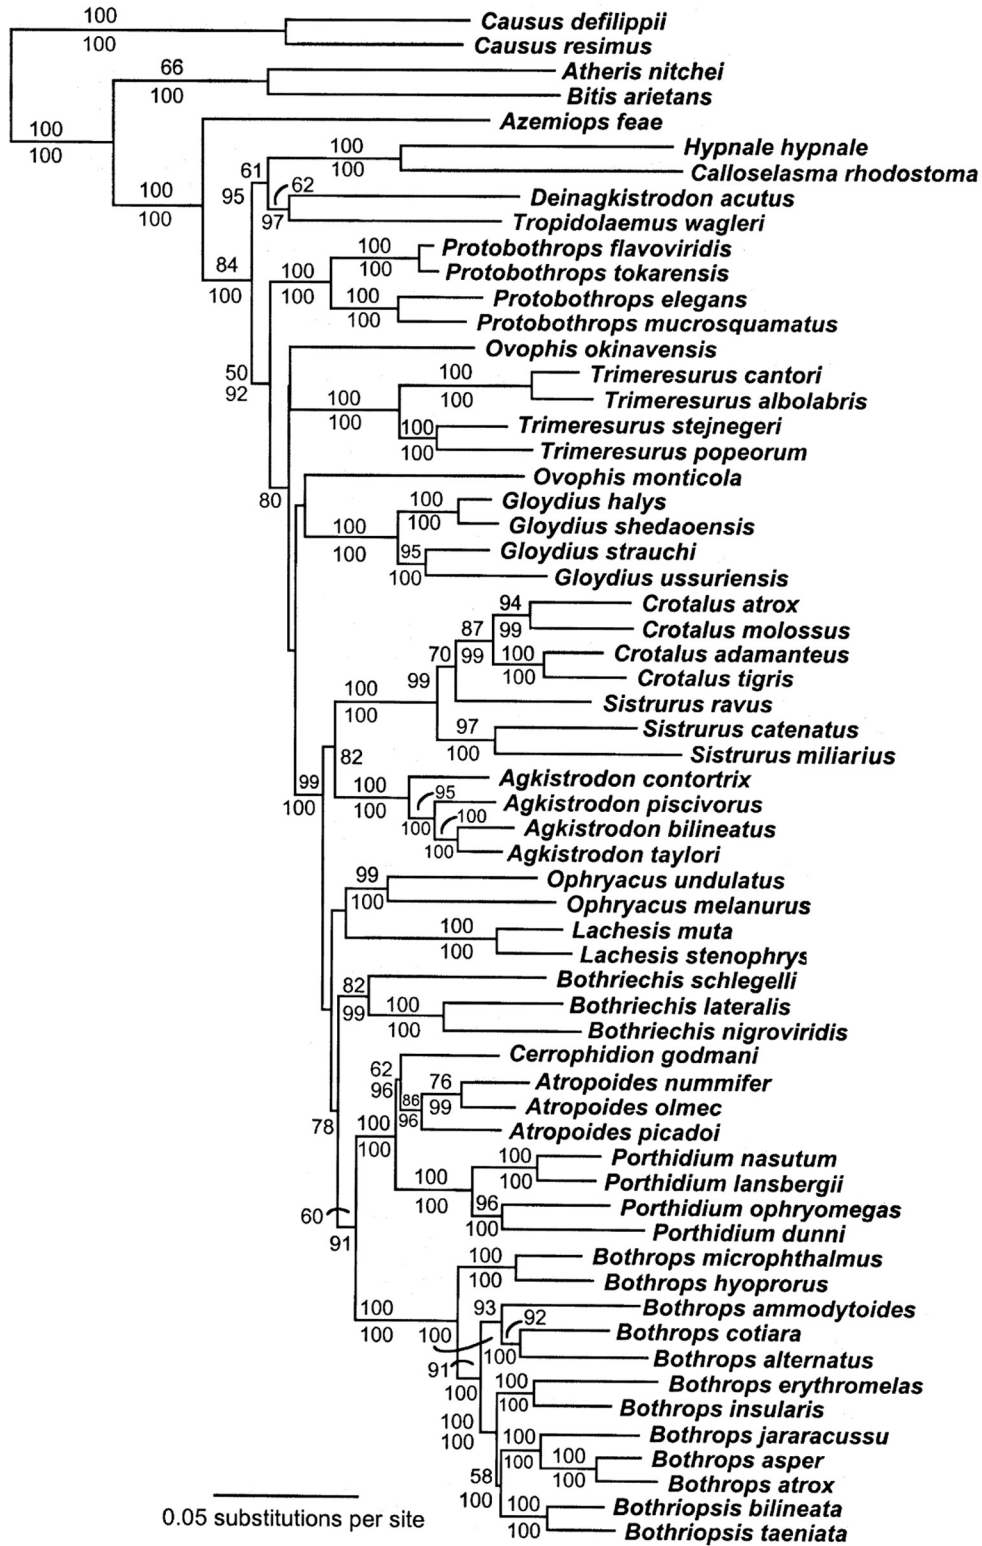 100
Causus defilippii
100
Causus resimus
66
Atheris nitchei
100
Bitis arietans
Azemiops feae
100
100
100
Hypnale hypnale
100
Calloselasma rhodostoma
61
95
62
Deinagkistrodon acutus
97
Tropidolaemus wagleri
100
100
84
100
100
Protobothrops flavoviridis
100
Protobothrops tokarensis
100
100
100
Protobothrops elegans
100
Protobothrops mucrosquamatus
Ovophis okinavensis
50
92
100
Trimeresurus cantori
100
Trimeresurus albolabris
100
100
100
Trimeresurus stejnegeri
100
Trimeresurus popeorum
80
Ovophis monticola
100
Gloydius halys
100
Gloydius shedaoensis
100
100
95
Gloydius strauchi
100
Gloydius ussuriensis
94
Crotalus atrox
99
Crotalus molossus
87
99
100
Crotalus adamanteus
100
Crotalus tigris
70
99
Sistrurus ravus
100
100
97
Sistrurus catenatus
100
Sistrurus miliarius
82
99
100
100
100
Agkistrodon contortrix
95
Agkistrodon piscivorus
100
100
Agkistrodon bilineatus
100
Agkistrodon taylori
99
Ophryacus undulatus
100
Ophryacus melanurus
100
Lachesis muta
100
Lachesis stenophrys
82
Bothriechis schlegelli
99
100
Bothriechis lateralis
100
Bothriechis nigroviridis
Cerrophidion godmani
62
96
76
Atropoides nummifer
86
99
Atropoides olmec
96
Atropoides picadoi
78
100
100
100
Porthidium nasutum
100
Porthidium lansbergii
100
100
96
Porthidium ophryomegas
100
Porthidium dunni
60
91
100
Bothrops microphthalmus
100
Bothrops hyoprorus
100
100
93
Bothrops ammodytoides
92
Bothrops cotiara
100
100
Bothrops alternatus
91
100
100
Bothrops erythromelas
100
Bothrops insularis
100
100
100
Bothrops jararacussu
100
100
Bothrops asper
100
Bothrops atrox
58
100
100
Bothriopsis bilineata
100
Bothriopsis taeniata
0.05 substitutions per site